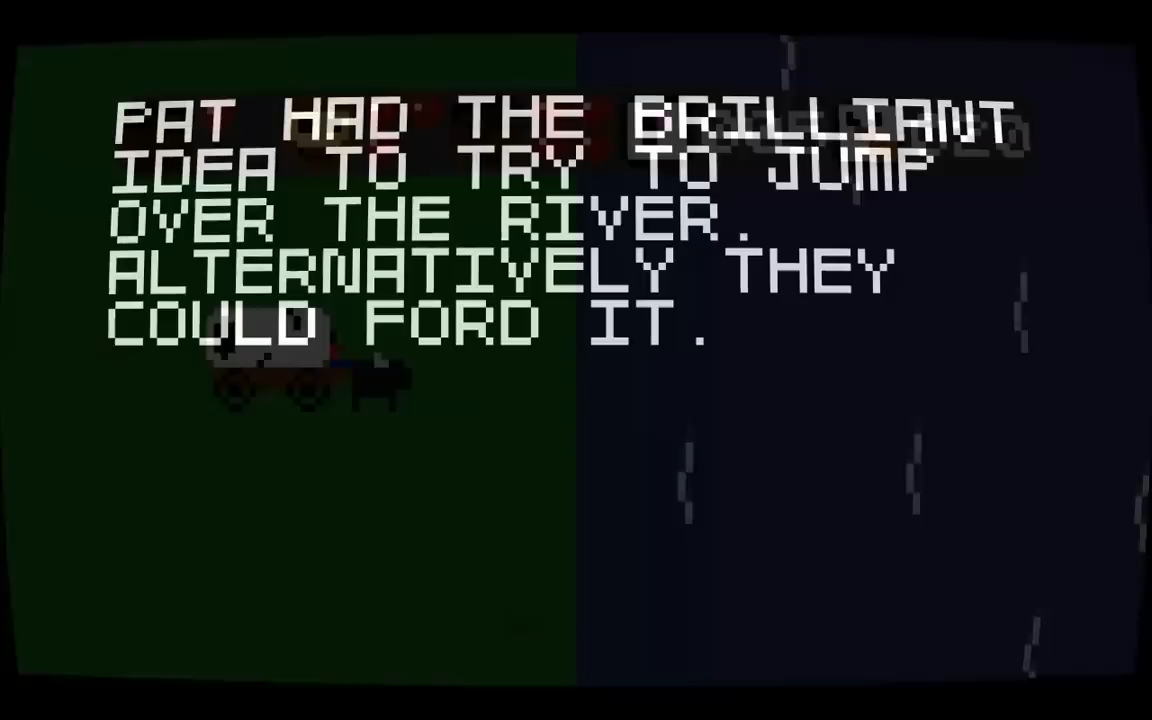 PAT HAD THE BRILLIANT
IDEA TO TRY TO JUMP
OVER THE RIVER.
ALTERNATIVELY THEY
COULD FORD IT.